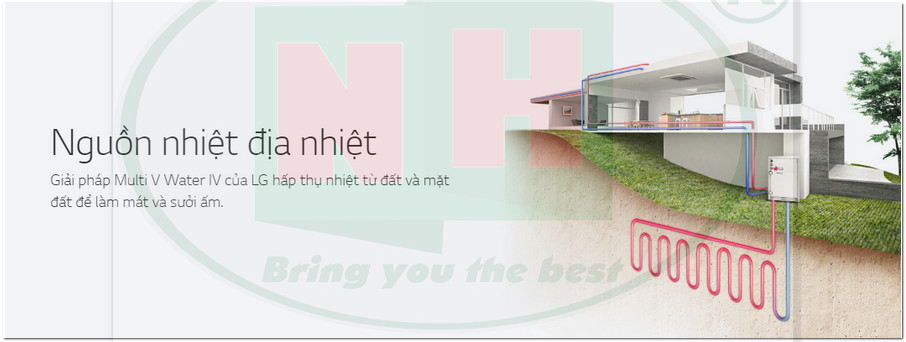 NH
R
Nguồn nhiệt địa nhiệt
Giải pháp Multi V Water IV của LG hấp thụ nhiệt từ đất và mặt
đất để làm mát và sưởi ấm.
Bring you the best